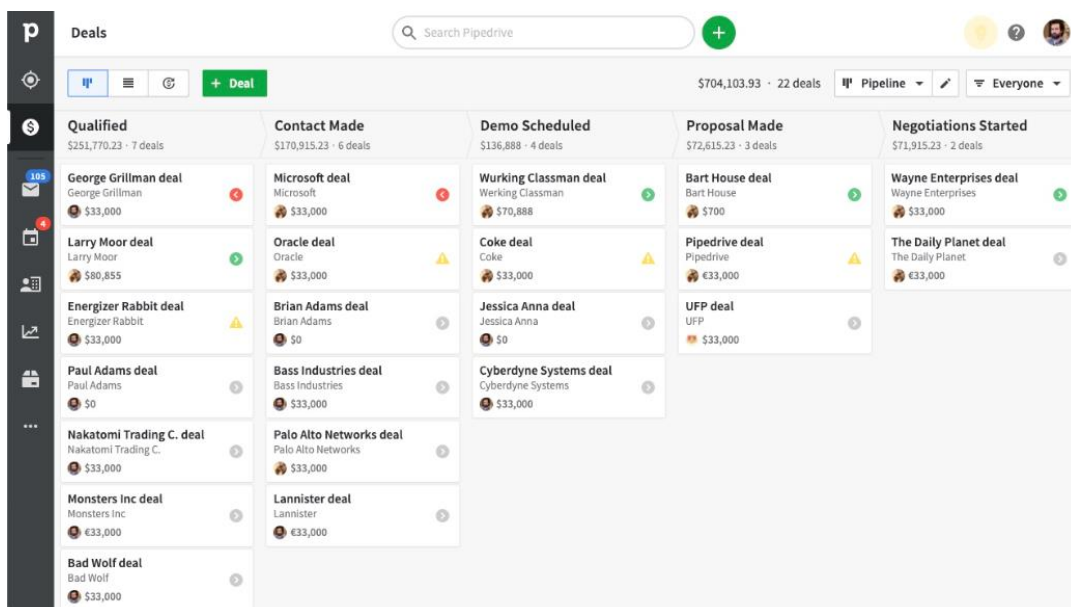 p
Deals
Search Pipedrive
+ Deal
$704,103.93 · 22 deals
Pipeline
Everyone
105
4
Qualified
$251,770.23 · 7 deals
George Grillman deal
George Grillman
$33,000
Larry Moor deal
Larry Moor
$80,855
Energizer Rabbit deal
Energizer Rabbit
$33,000
Paul Adams deal
Paul Adams
$0
Nakatomi Trading C. deal
Nakatomi Trading C.
$33,000
Monsters Inc deal
Monsters Inc
€33,000
Bad Wolf deal
Bad Wolf
$33,000
Contact Made
$170,915.23 · 6 deals
Microsoft deal
Microsoft
$33,000
Oracle deal
Oracle
$33,000
Brian Adams deal
Brian Adams
$0
Bass Industries deal
Bass Industries
$33,000
Palo Alto Networks deal
Palo Alto Networks
$33,000
Lannister deal
Lannister
€33,000
Demo Scheduled
$136,888 · 4 deals
Wurking Classman deal
Werking Classman
$70,888
Coke deal
Coke
$33,000
Jessica Anna deal
Jessica Anna
$0
Cyberdyne Systems deal
Cyberdyne Systems
$33,000
Proposal Made
$72,615.23 · 3 deals
Bart House deal
Bart House
$700
Pipedrive deal
Pipedrive
€33,000
UFP deal
UFP
$33,000
Negotiations Started
$71,915.23 · 2 deals
Wayne Enterprises deal
Wayne Enterprises
$33,000
The Daily Planet deal
The Daily Planet
€33,000